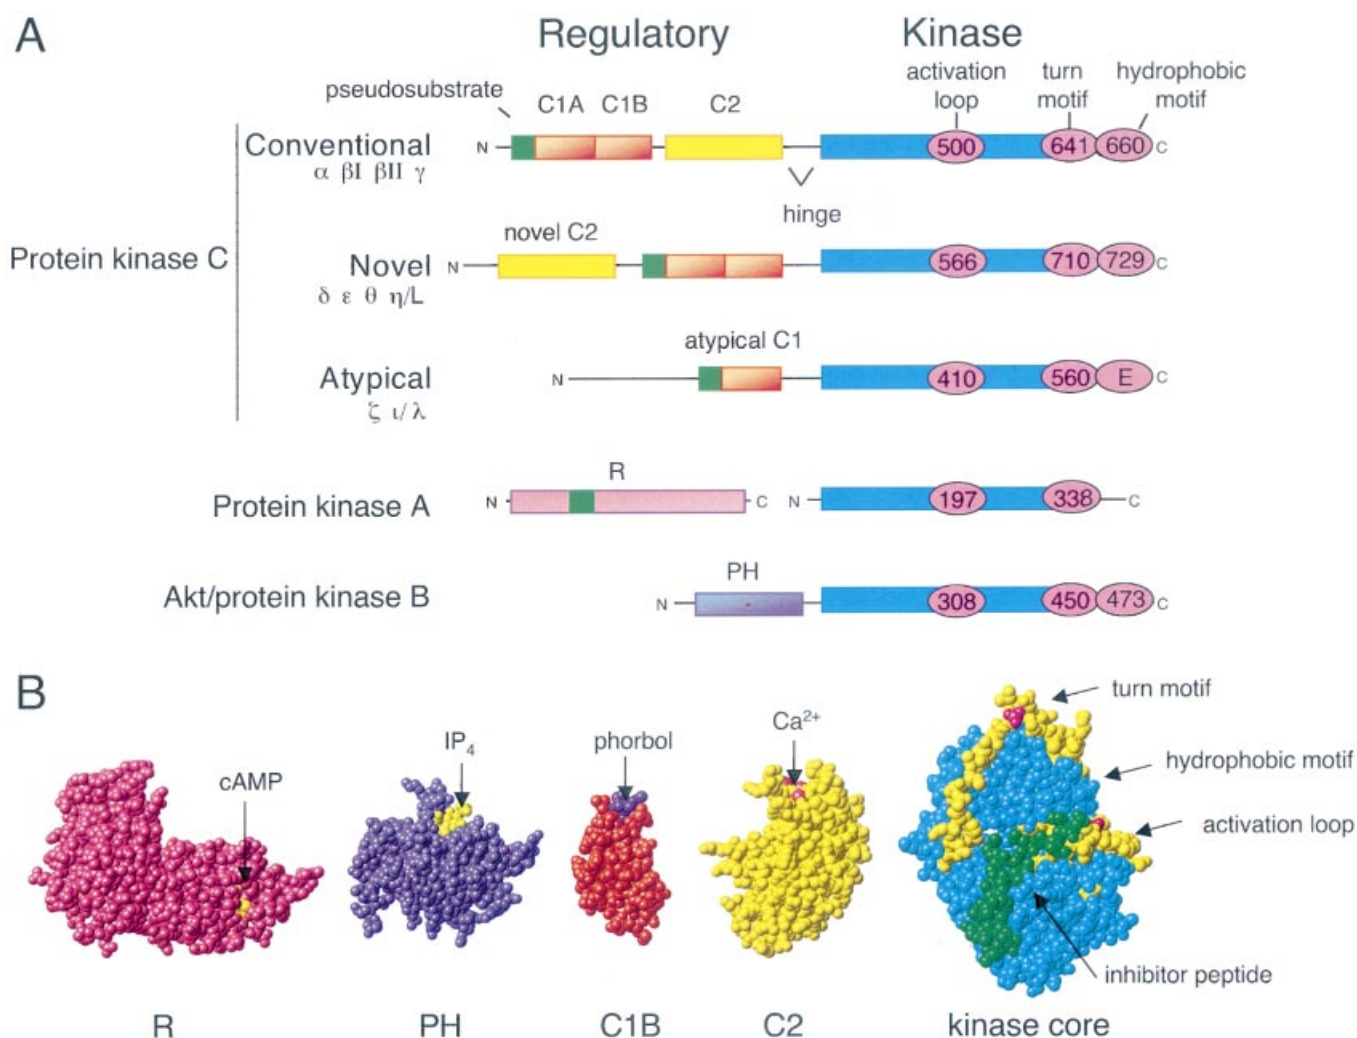 A
Regulatory Kinase
activation loop
turn motif
hydrophobic motif
pseudosubstrate
C1A C1B C2
Conventional
α βI βII γ
N
500 641 660 C
hinge
Protein kinase C
novel C2
Novel
δ ε θ η/L
N
566 710 729 C
atypical C1
Atypical
ζ ι/λ
N
410 560 E C
R
Protein kinase A
N C N
197 338 C
PH
Akt/protein kinase B
N
308 450 473 C
B
turn motif
hydrophobic motif
activation loop
inhibitor peptide
cAMP
IP₄
phorbol
Ca²⁺
R PH C1B C2 kinase core